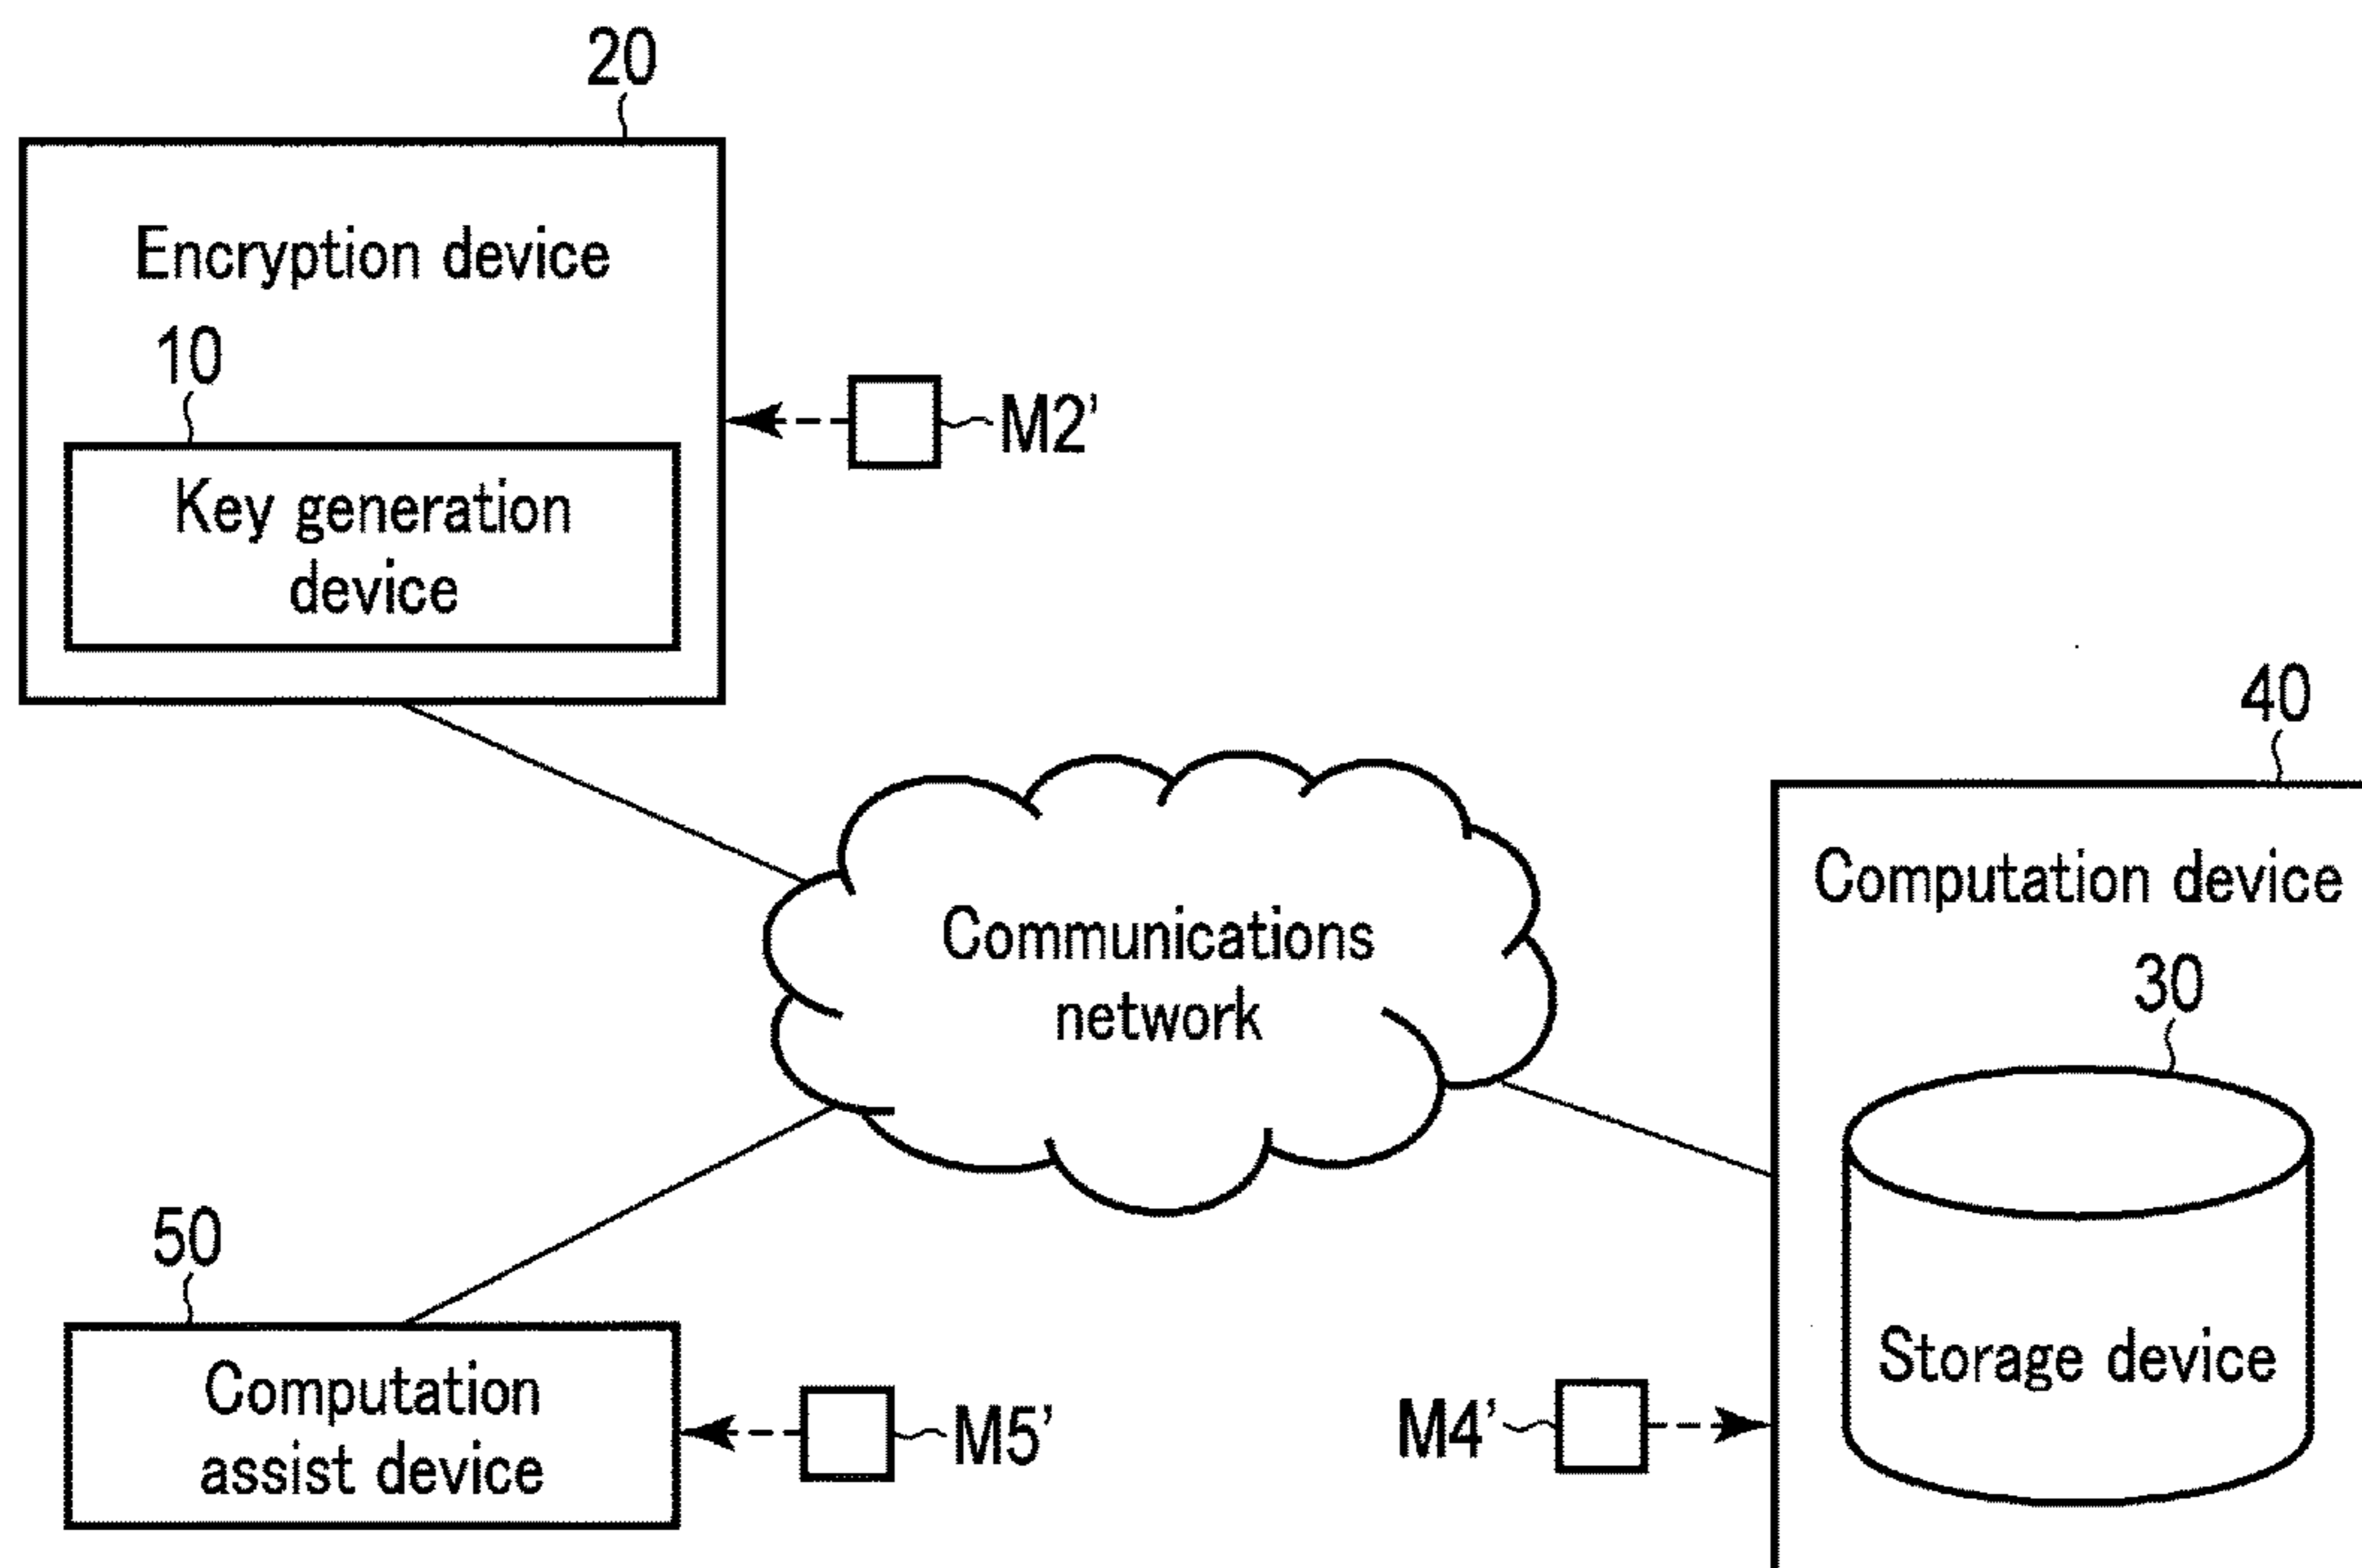 20
Encryption device
10
Key generation
device
M2'
Communications
network
40
Computation device
30
Storage device
50
Computation
assist device
M5'
M4'